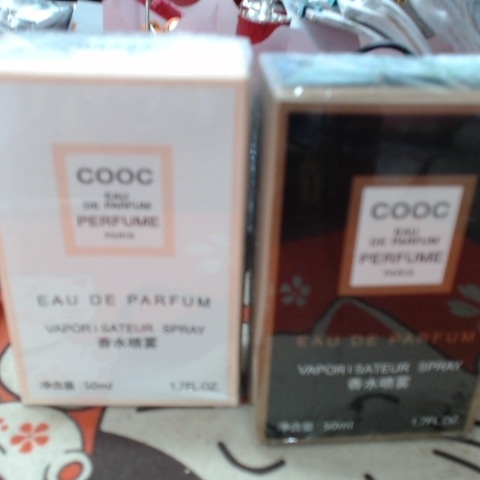 COOC
EAU
DE PARFUM
PERFUME
PARIS
EAU DE PARFUM
VAPORISATEUR SPRAY
香水喷雾
净含量:50ml 1.7FL.OZ.
COOC
EAU
DE PARFUM
PERFUME
PARIS
EAU DE PARFUM
VAPORISATEUR SPRAY
香水喷雾
净含量:50ml 1.7FL.OZ.